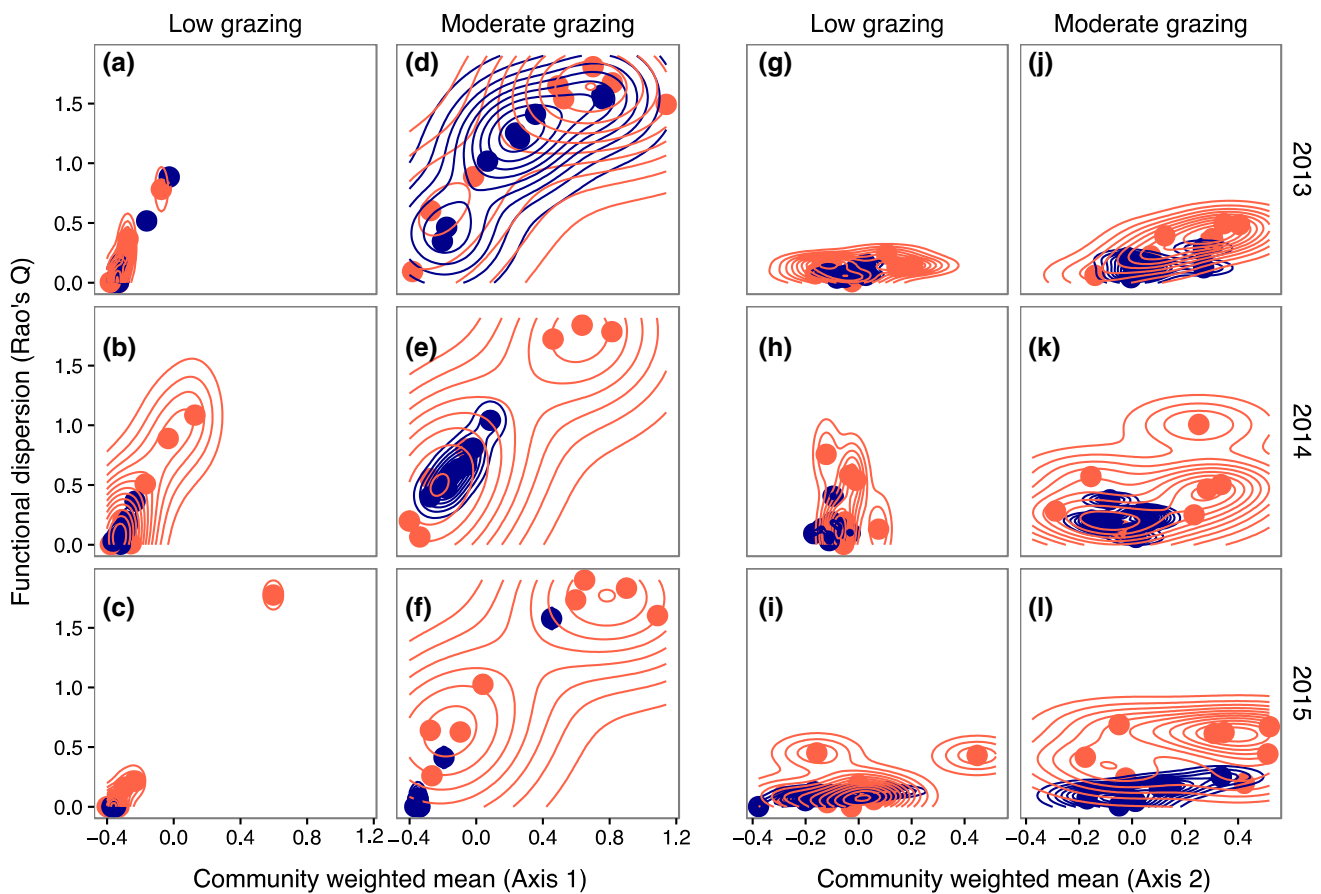 Low grazing Moderate grazing Low grazing Moderate grazing
(a) (d) (g) (j)
1.5
1.0
0.5
0.0
2013
(b) (e) (h) (k)
1.5
1.0
0.5
0.0
2014
(c) (f) (i) (l)
1.5
1.0
0.5
0.0
2015
Functional dispersion (Rao's Q)
−0.4 0.0 0.4 0.8 1.2 −0.4 0.0 0.4 0.8 1.2 −0.4 −0.2 0.0 0.2 0.4 −0.4 −0.2 0.0 0.2 0.4
Community weighted mean (Axis 1) Community weighted mean (Axis 2)